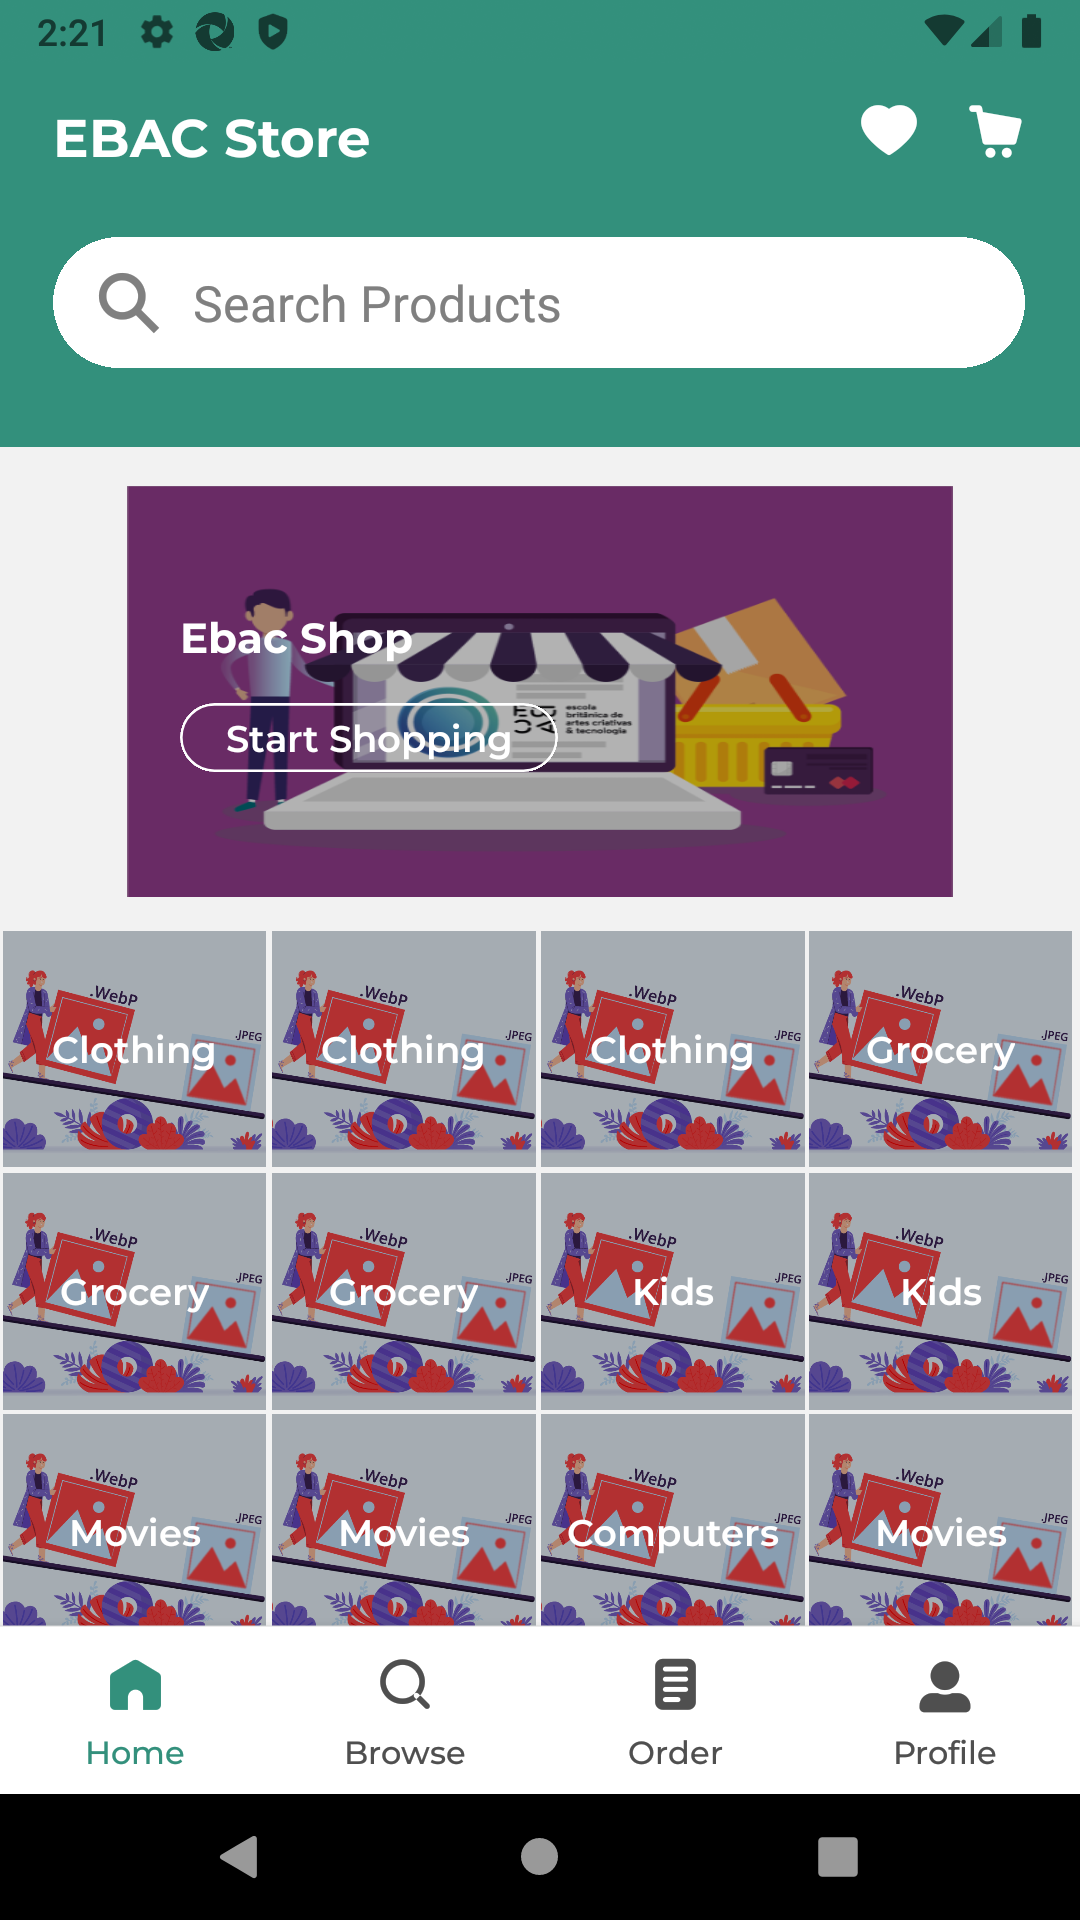 2:21
EBAC Store
Search Products
Ebac Shop
Start Shopping
escola
britânica de
artes criativas
& tecnologia
.WebP .WebP .WebP .WebP
.JPEG .JPEG .JPEG .JPEG
Clothing Clothing Clothing Grocery
.WebP .WebP .WebP .WebP
.JPEG .JPEG .JPEG .JPEG
Grocery Grocery Kids Kids
.WebP .WebP .WebP .WebP
.JPEG .JPEG .JPEG .JPEG
Movies Movies Computers Movies
Home Browse Order Profile